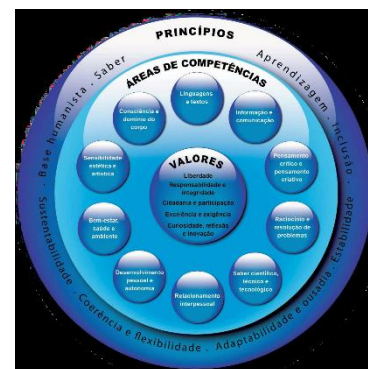 PRINCÍPIOS
Base humanista . Saber
Aprendizagem . Inclusão .
Sustentabilidade . Coerência e flexibilidade . Adaptabilidade e ousadia . Estabilidade
ÁREAS DE COMPETÊNCIAS
Linguagens
e textos
Informação e
comunicação
Pensamento
crítico e
pensamento
criativo
Raciocínio e
resolução de
problemas
Saber científico,
técnico e
tecnológico
Relacionamento
interpessoal
Desenvolvimento
pessoal e
autonomia
Bem-estar,
saúde e
ambiente
Sensibilidade
estética e
artística
Consciência e
domínio do
corpo
VALORES
Liberdade
Responsabilidade e
integridade
Cidadania e participação
Excelência e exigência
Curiosidade, reflexão
e inovação